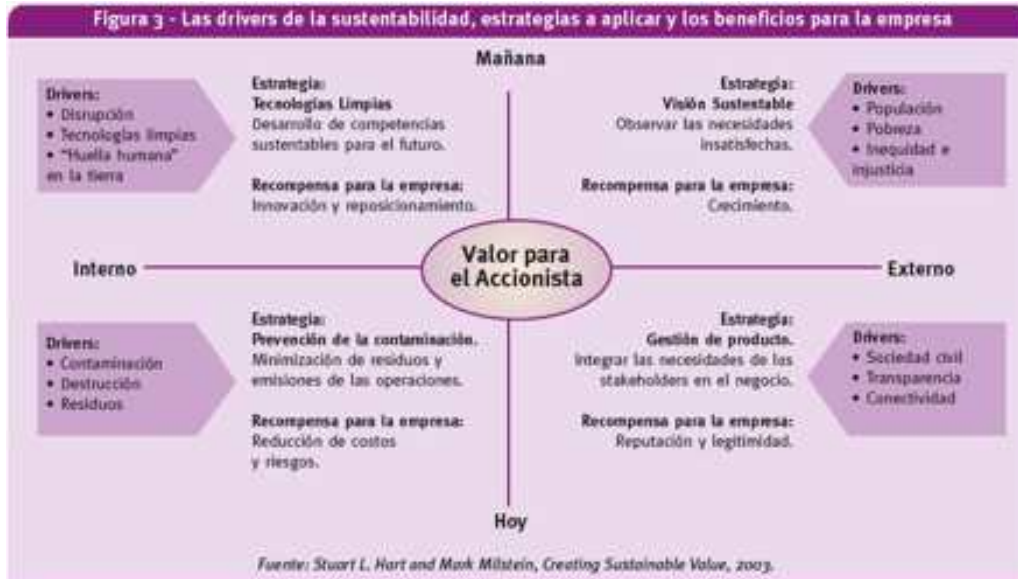 Figura 3 - Las drivers de la sustentabilidad, estrategias a aplicar y los beneficios para la empresa
Mañana
Drivers:
• Disrupción
• Tecnologías limpias
• "Huella humana"
en la tierra
Estrategia:
Tecnologías Limpias
Desarrollo de competencias
sustentables para el futuro.
Recompensa para la empresa:
Innovación y reposicionamiento.
Estrategia:
Visión Sustentable
Observar las necesidades
insatisfechas.
Recompensa para la empresa:
Crecimiento.
Drivers:
• Populación
• Pobreza
• Inequidad e
injusticia
Interno
Valor para
el Accionista
Externo
Drivers:
• Contaminación
• Destrucción
• Residuos
Estrategia:
Prevención de la contaminación.
Minimización de residuos y
emisiones de las operaciones.
Recompensa para la empresa:
Reducción de costos
y riesgos.
Estrategia:
Gestión de producto.
Integrar las necesidades de los
stakeholders en el negocio.
Recompensa para la empresa:
Reputación y legitimidad.
Drivers:
• Sociedad civil
• Transparencia
• Conectividad
Hoy
Fuente: Stuart L. Hart and Mark Milstein, Creating Sustainable Value, 2003.